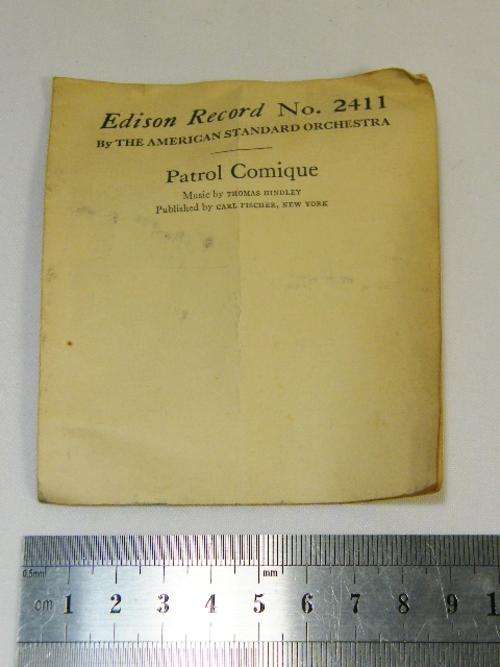 Edison Record No. 2411
By THE AMERICAN STANDARD ORCHESTRA
Patrol Comique
Music by THOMAS HINDLEY
Published by CARL FISCHER, NEW YORK
0.5mm mm
cm 1 2 3 4 5 6 7 8 9 1